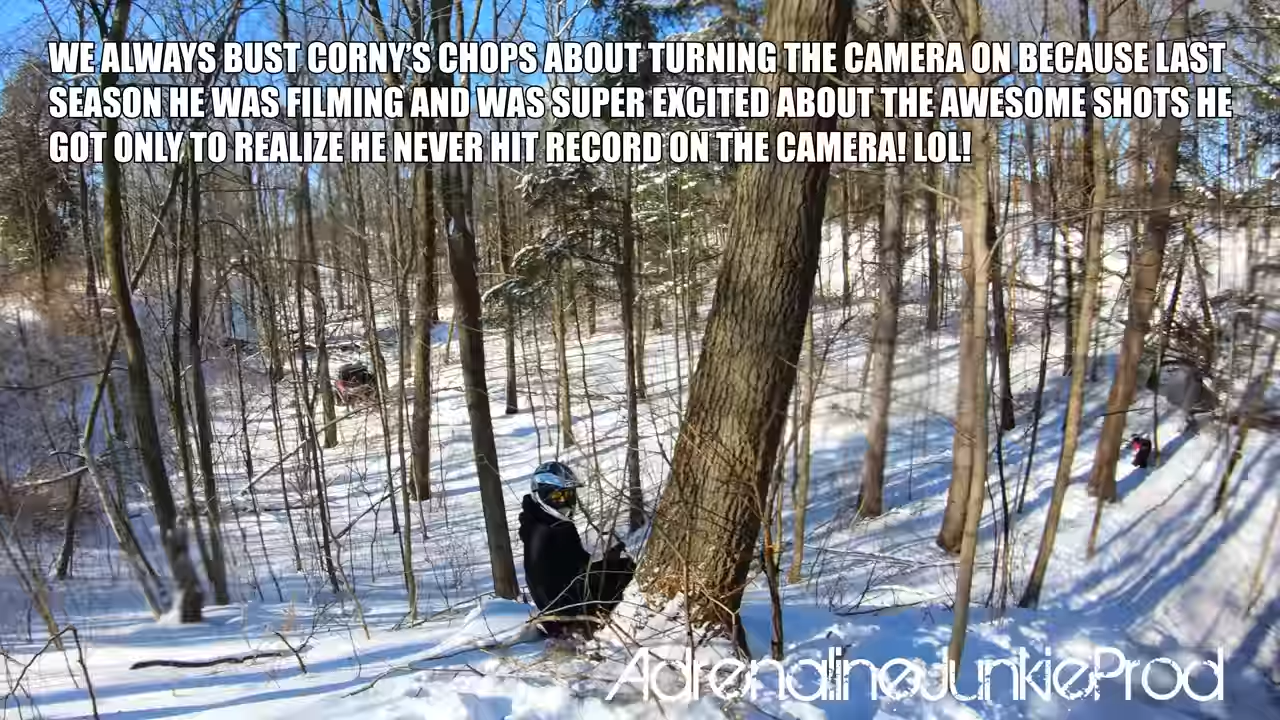 WE ALWAYS BUST CORNY'S CHOPS ABOUT TURNING THE CAMERA ON BECAUSE LAST
SEASON HE WAS FILMING AND WAS SUPER EXCITED ABOUT THE AWESOME SHOTS HE
GOT ONLY TO REALIZE HE NEVER HIT RECORD ON THE CAMERA! LOL!
AdrenalineJunkieProd